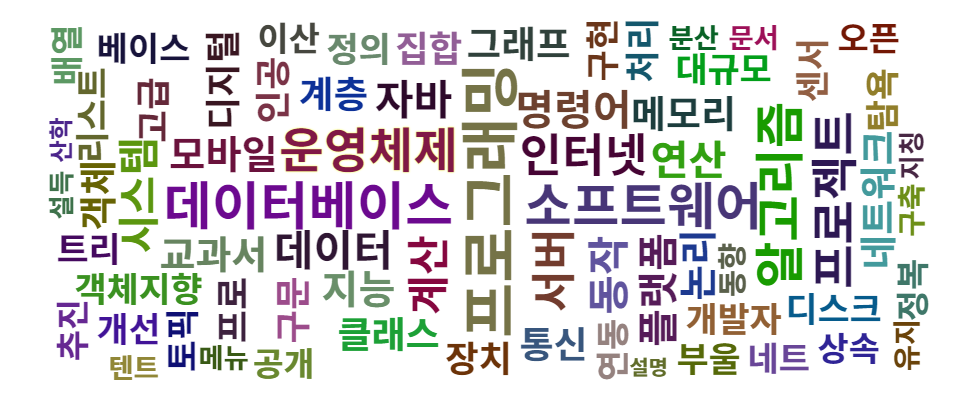 배열
베이스
디지털
이산
정의
집합
그래프
구현
처리
분산
문서
오픈
대규모
센서
리스트
고급
인공
계층
자바
프로그래밍
명령어
메모리
탐욕
산학
설득
객체
시스템
모바일
운영체제
인터넷
연산
알고리즘
프로젝트
네트워크
지칭
구축
데이터베이스
소프트웨어
트리
교과서
데이터
계산
서버
동작
플랫폼
논리
동향
객체지향
프로
구문
지능
정복
추진
개선
토픽
클래스
통신
연동
개발자
디스크
유지
텐트
메뉴
공개
장치
설명
부울
네트
상속